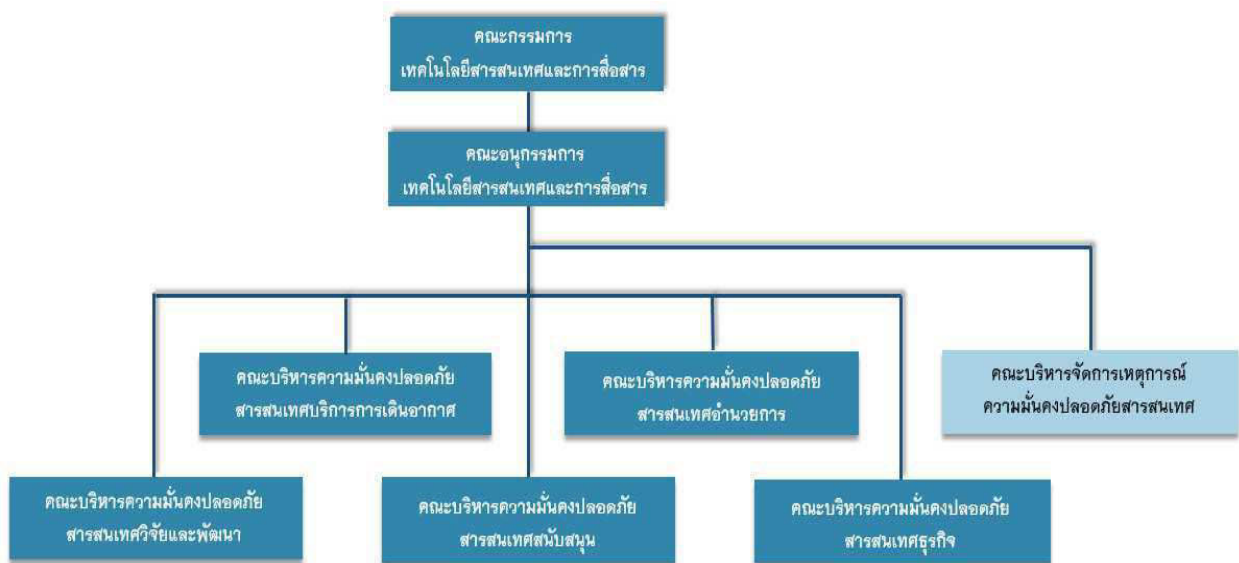 คณะกรรมการ
เทคโนโลยีสารสนเทศและการสื่อสาร
คณะอนุกรรมการ
เทคโนโลยีสารสนเทศและการสื่อสาร
คณะบริหารความมั่นคงปลอดภัย
สารสนเทศบริการการเดินอากาศ
คณะบริหารความมั่นคงปลอดภัย
สารสนเทศอำนวยการ
คณะบริหารจัดการเหตุการณ์
ความมั่นคงปลอดภัยสารสนเทศ
คณะบริหารความมั่นคงปลอดภัย
สารสนเทศวิจัยและพัฒนา
คณะบริหารความมั่นคงปลอดภัย
สารสนเทศสนับสนุน
คณะบริหารความมั่นคงปลอดภัย
สารสนเทศธุรกิจ